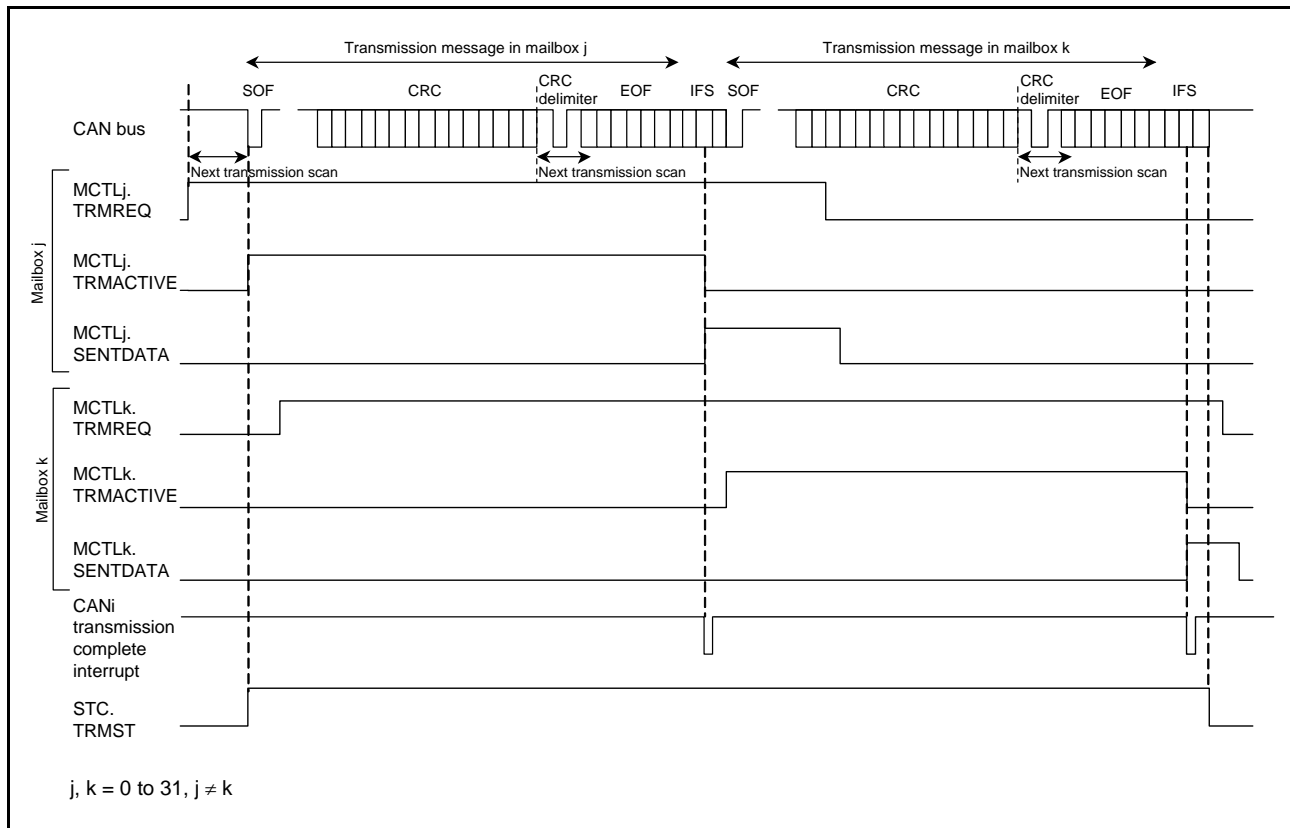 Transmission message in mailbox j
Transmission message in mailbox k
SOF
CRC
CRC
delimiter
EOF
IFS
SOF
CRC
CRC
delimiter
EOF
IFS
CAN bus
Next transmission scan
Next transmission scan
Next transmission scan
Mailbox j
MCTLj.
TRMREQ
MCTLj.
TRMACTIVE
MCTLj.
SENTDATA
Mailbox k
MCTLk.
TRMREQ
MCTLk.
TRMACTIVE
MCTLk.
SENTDATA
CANi
transmission
complete
interrupt
STC.
TRMST
j, k = 0 to 31, j ≠ k